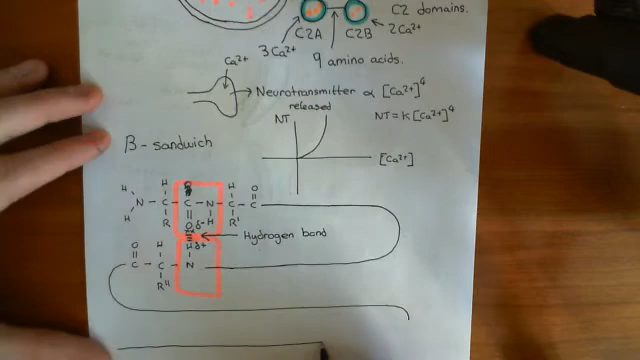 C2 domains.
C2A C2B 2Ca²⁺
3Ca²⁺ 9 amino acids.
Ca²⁺
Neurotransmitter ∝ [Ca²⁺]⁴
released
NT NT = K[Ca²⁺]⁴
[Ca²⁺]
β - sandwich
H H O H O
N - C - C - N - C - C
H R O δ- H R'
Hydrogen bond
O H H δ+
C - C - N
R"